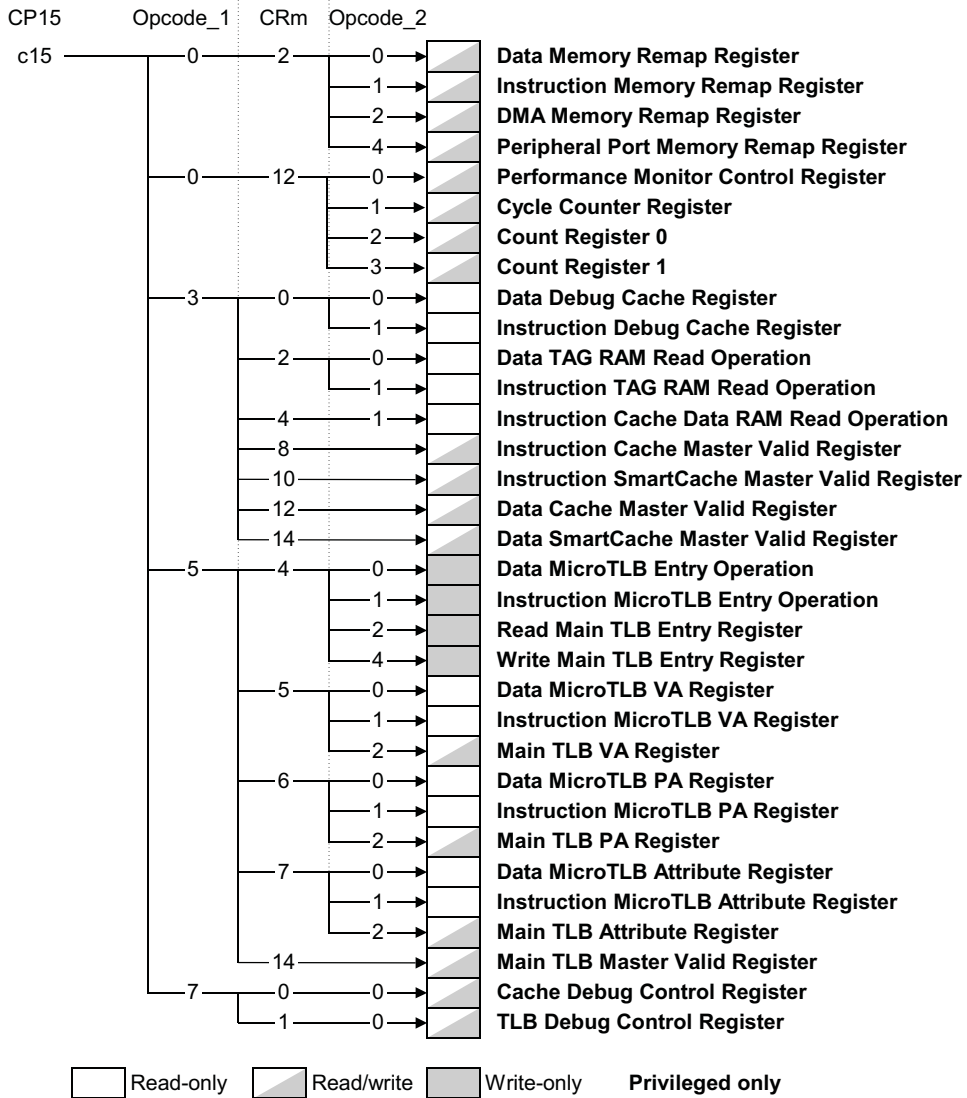 CP15 Opcode_1 CRm Opcode_2
c15 0 2 0 Data Memory Remap Register
1 Instruction Memory Remap Register
2 DMA Memory Remap Register
4 Peripheral Port Memory Remap Register
0 12 0 Performance Monitor Control Register
1 Cycle Counter Register
2 Count Register 0
3 Count Register 1
3 0 0 Data Debug Cache Register
1 Instruction Debug Cache Register
2 0 Data TAG RAM Read Operation
1 Instruction TAG RAM Read Operation
4 1 Instruction Cache Data RAM Read Operation
8 Instruction Cache Master Valid Register
10 Instruction SmartCache Master Valid Register
12 Data Cache Master Valid Register
14 Data SmartCache Master Valid Register
5 4 0 Data MicroTLB Entry Operation
1 Instruction MicroTLB Entry Operation
2 Read Main TLB Entry Register
4 Write Main TLB Entry Register
5 0 Data MicroTLB VA Register
1 Instruction MicroTLB VA Register
2 Main TLB VA Register
6 0 Data MicroTLB PA Register
1 Instruction MicroTLB PA Register
2 Main TLB PA Register
7 0 Data MicroTLB Attribute Register
1 Instruction MicroTLB Attribute Register
2 Main TLB Attribute Register
14 Main TLB Master Valid Register
7 0 0 Cache Debug Control Register
1 0 TLB Debug Control Register
Read-only Read/write Write-only Privileged only